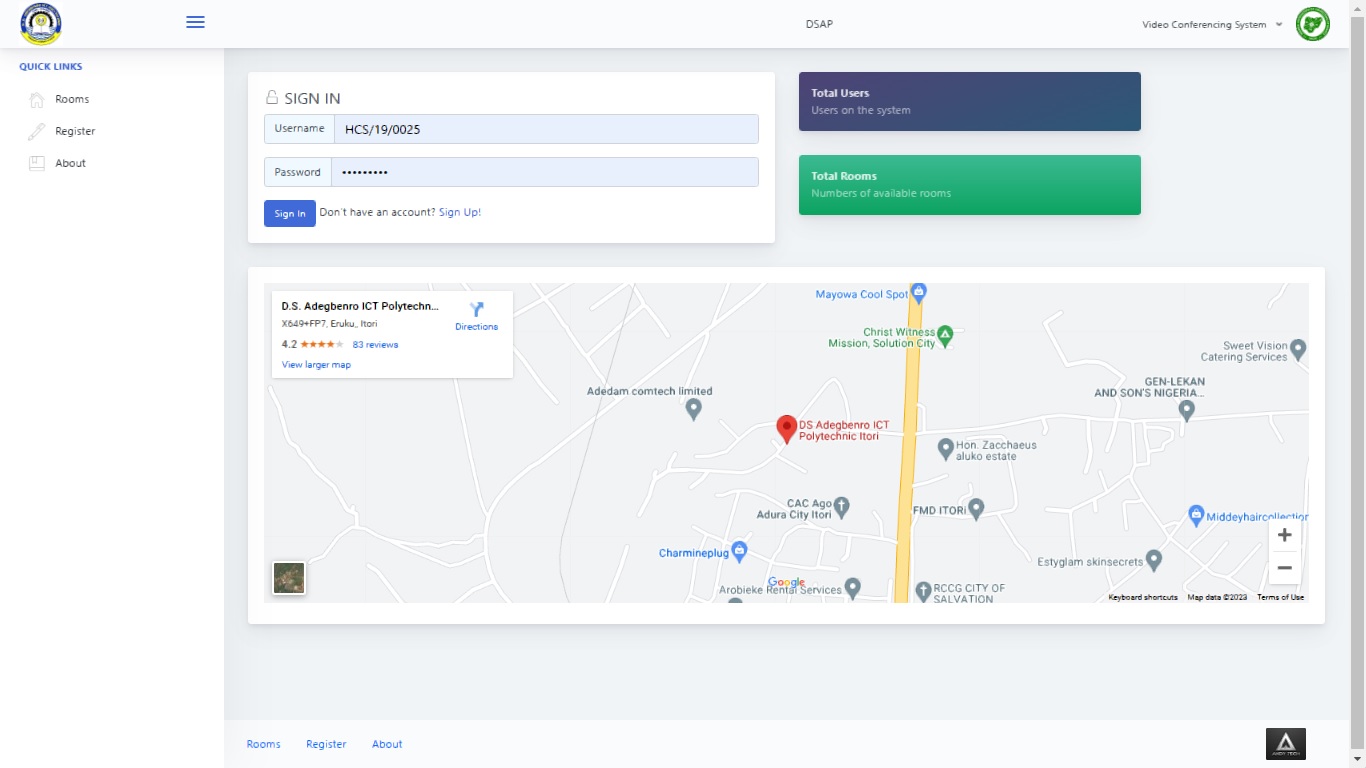 DSAP
Video Conferencing System
QUICK LINKS
Rooms
Register
About
SIGN IN
Username HCS/19/0025
Password •••••••••
Sign In Don't have an account? Sign Up!
Total Users
Users on the system
Total Rooms
Numbers of available rooms
D.S. Adegbenro ICT Polytechn...
X649+FP7, Eruku,, Itori
4.2
83 reviews
View larger map
Directions
Mayowa Cool Spot
Christ Witness
Mission, Solution City
Sweet Vision
Catering Services
Adedam comtech limited
GEN-LEKAN
AND SON'S NIGERIA...
DS Adegbenro ICT
Polytechnic Itori
Hon. Zacchaeus
aluko estate
CAC Ago
Adura City Itori
FMD ITORI
Middeyhaircollection
Charmineplug
Estyglam skinsecrets
Google
Arobieke Rental Services
RCCG CITY OF
SALVATION
Keyboard shortcuts Map data ©2023 Terms of Use
Rooms Register About
ANDY TECH